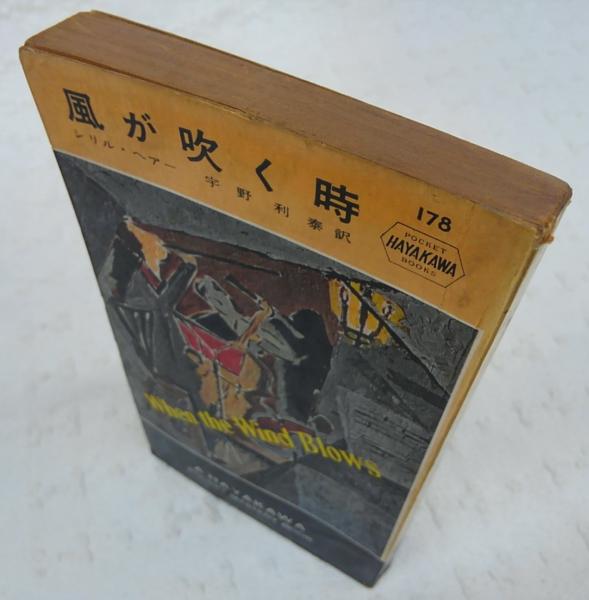 風が吹く時
シリル・ヘアー
宇野利泰訳
178
POCKET
HAYAKAWA
BOOKS
When the Wind Blows
A HAYAKAWA